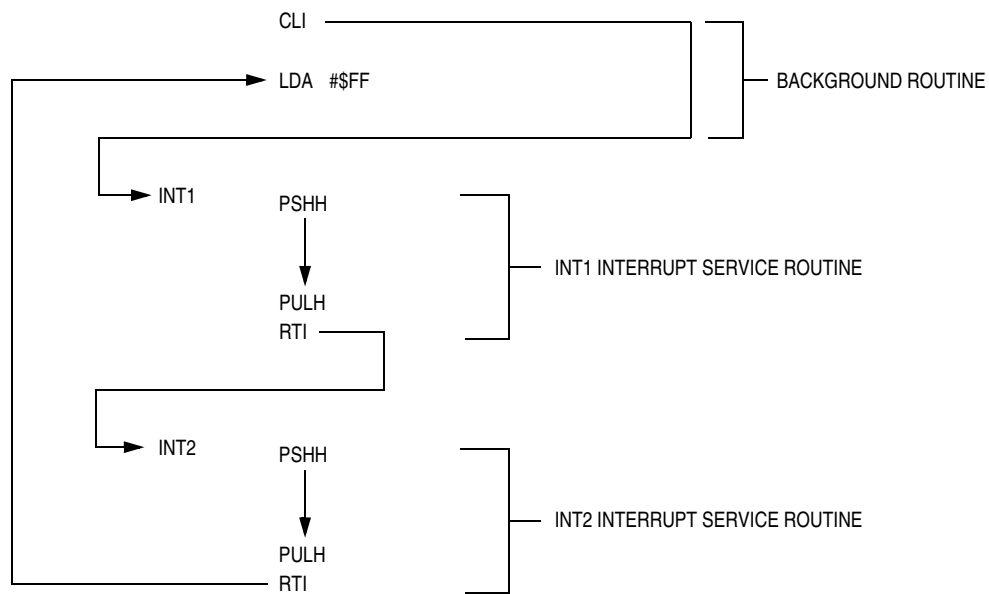 CLI
LDA #$FF
BACKGROUND ROUTINE
INT1
PSHH
INT1 INTERRUPT SERVICE ROUTINE
PULH
RTI
INT2
PSHH
INT2 INTERRUPT SERVICE ROUTINE
PULH
RTI